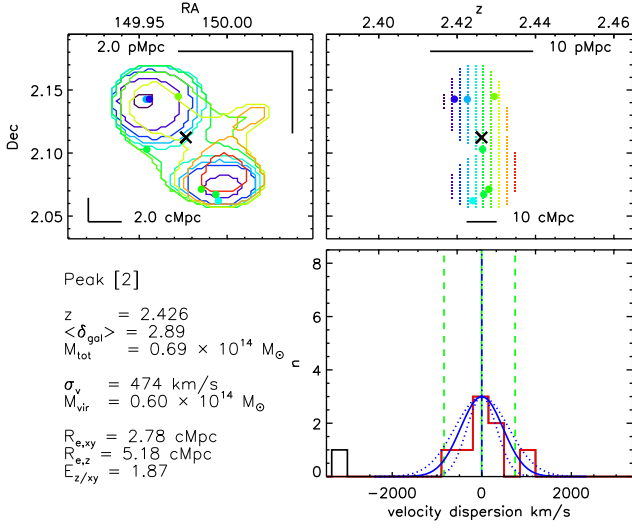 RA
z
149.95 150.00
2.40 2.42 2.44 2.46
2.0 pMpc
10 pMpc
2.15
2.10
2.05
Dec
2.0 cMpc
10 cMpc
Peak [2]
z = 2.426
<δgal> = 2.89
Mtot = 0.69 × 10^14 M⊙
σv = 474 km/s
Mvir = 0.60 × 10^14 M⊙
Re,xy = 2.78 cMpc
Re,z = 5.18 cMpc
Ez/xy = 1.87
8
6
4
2
0
n
−2000 0 2000
velocity dispersion km/s